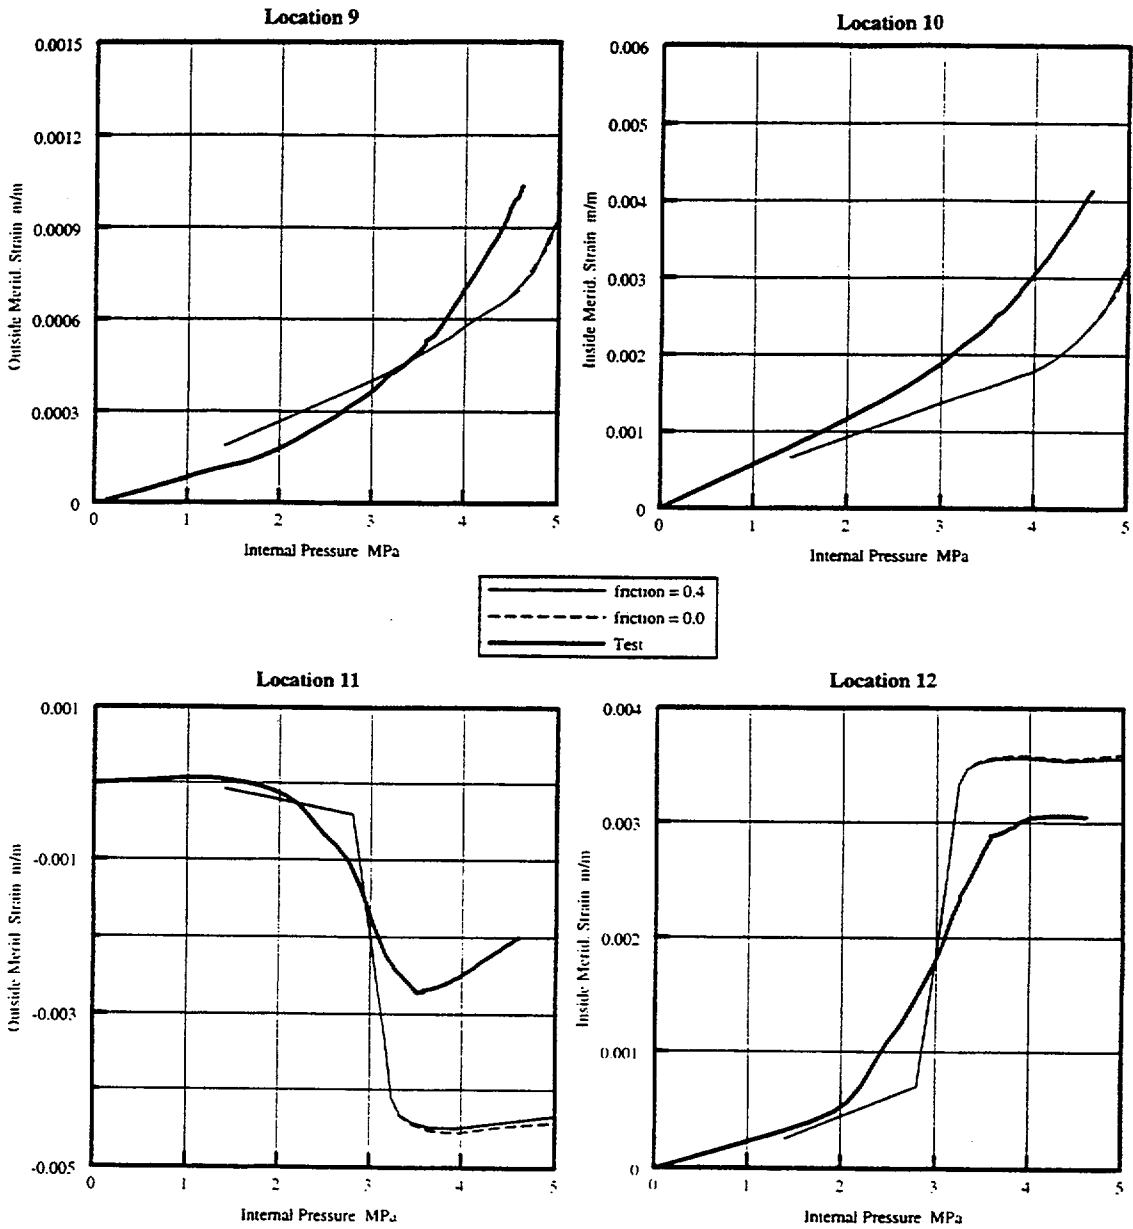 Location 9
0.0015
0.0012
0.0009
0.0006
0.0003
0
0 1 2 3 4 5
Outside Merid. Strain m/m
Internal Pressure MPa
Location 10
0.006
0.005
0.004
0.003
0.002
0.001
0
0 1 2 3 4 5
Inside Merid. Strain m/m
Internal Pressure MPa
friction = 0.4
friction = 0.0
Test
Location 11
0.001
-0.001
-0.003
-0.005
0 1 2 3 4 5
Outside Merid. Strain m/m
Internal Pressure MPa
Location 12
0.004
0.003
0.002
0.001
0
0 1 2 3 4 5
Inside Merid. Strain m/m
Internal Pressure MPa